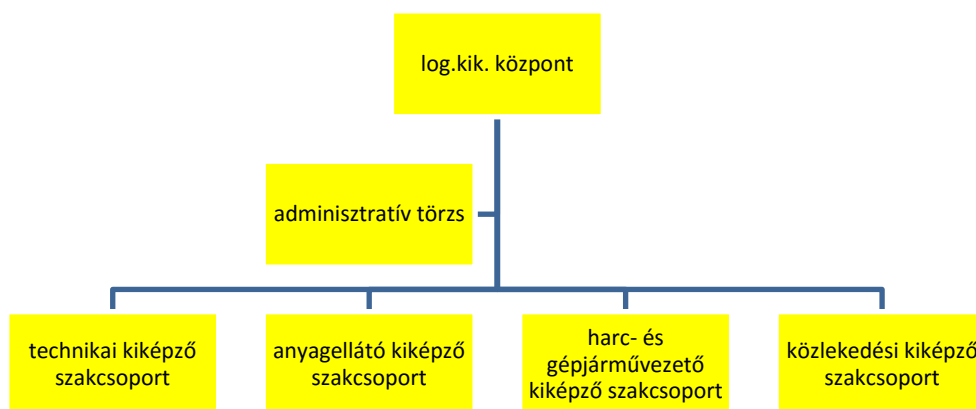 log.kik. központ
adminisztratív törzs
technikai kiképző
szakcsoport
anyagellátó kiképző
szakcsoport
harc- és
gépjárművezető
kiképző szakcsoport
közlekedési kiképző
szakcsoport